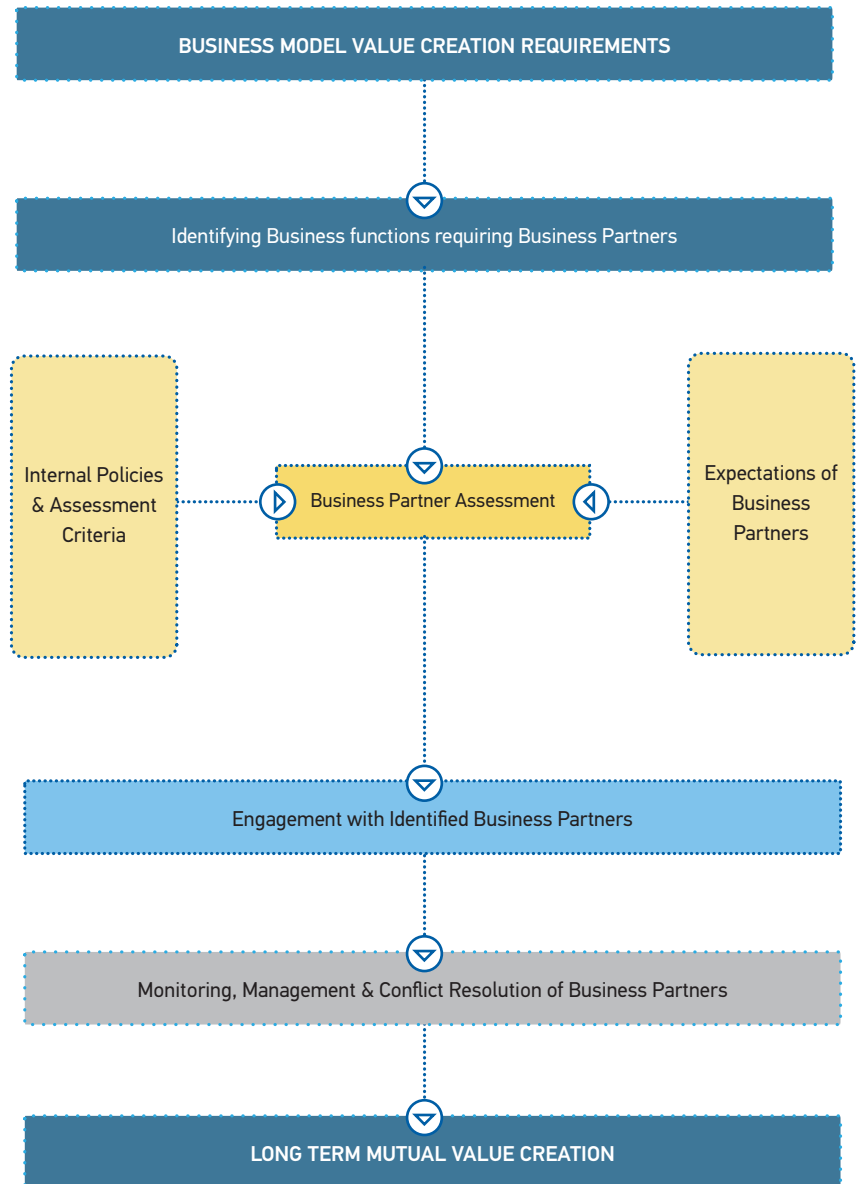 BUSINESS MODEL VALUE CREATION REQUIREMENTS
Identifying Business functions requiring Business Partners
Internal Policies
& Assessment
Criteria
Business Partner Assessment
Expectations of
Business
Partners
Engagement with Identified Business Partners
Monitoring, Management & Conflict Resolution of Business Partners
LONG TERM MUTUAL VALUE CREATION